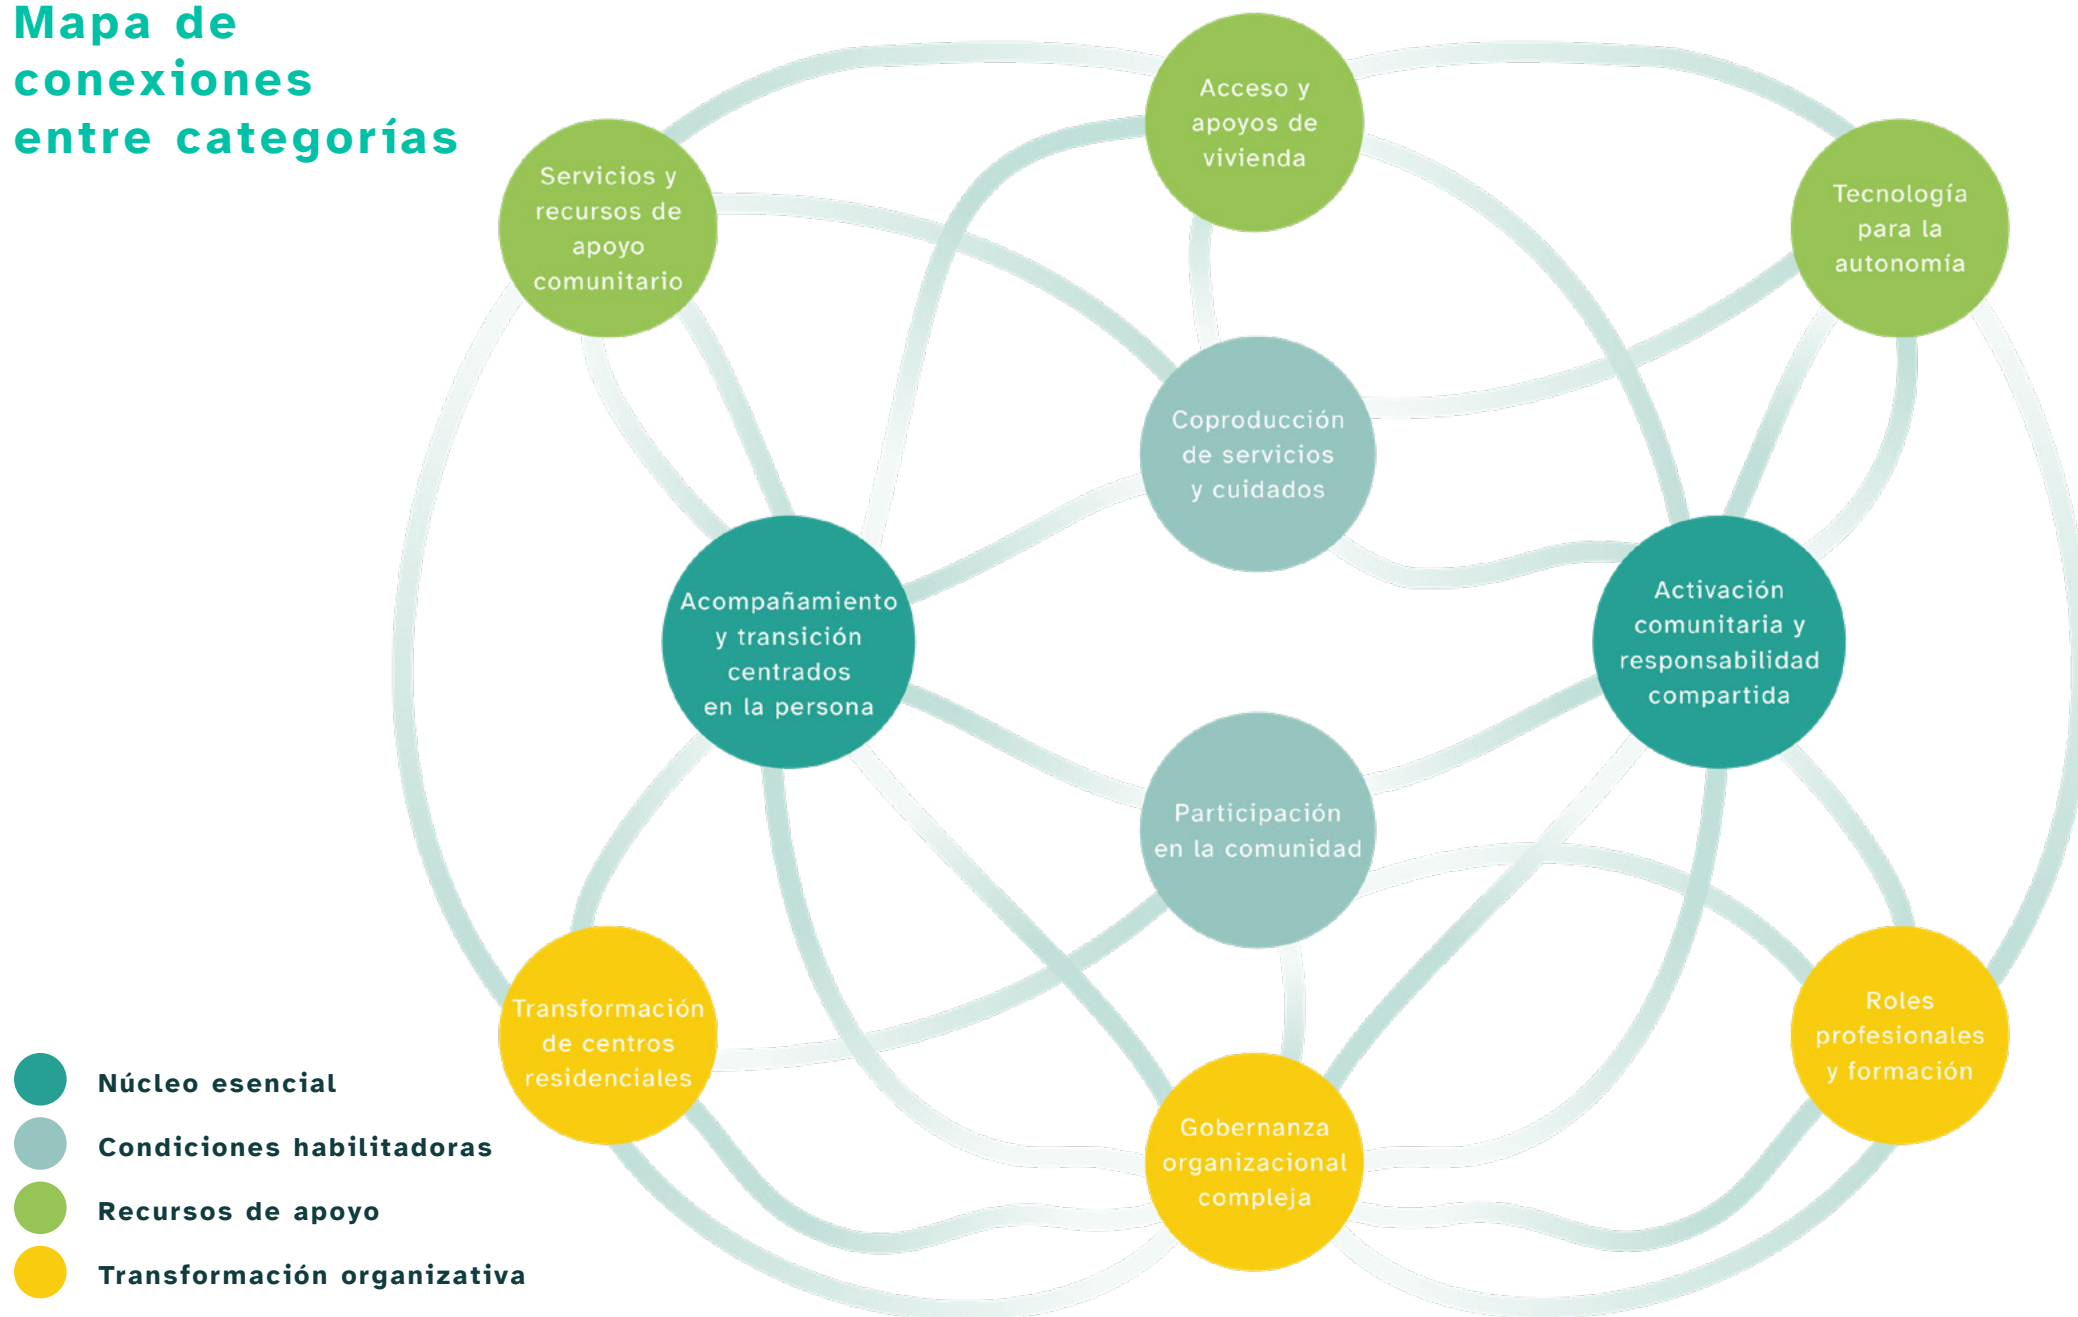 Mapa de
conexiones
entre categorías
Acceso y
apoyos de
vivienda
Servicios y
recursos de
apoyo
comunitario
Tecnología
para la
autonomía
Coproducción
de servicios
y cuidados
Acompañamiento
y transición
centrados
en la persona
Activación
comunitaria y
responsabilidad
compartida
Participación
en la comunidad
Transformación
de centros
residenciales
Roles
profesionales
y formación
Gobernanza
organizacional
compleja
Núcleo esencial
Condiciones habilitadoras
Recursos de apoyo
Transformación organizativa